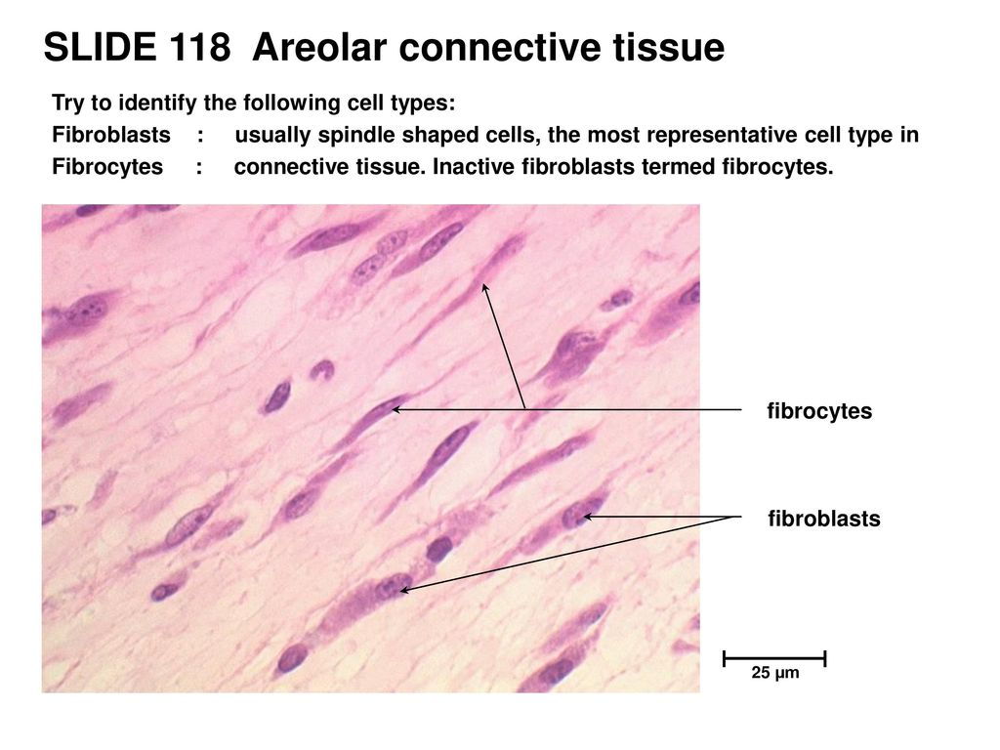 SLIDE 118 Areolar connective tissue
Try to identify the following cell types:
Fibroblasts : usually spindle shaped cells, the most representative cell type in
Fibrocytes : connective tissue. Inactive fibroblasts termed fibrocytes.
fibrocytes
fibroblasts
25 µm